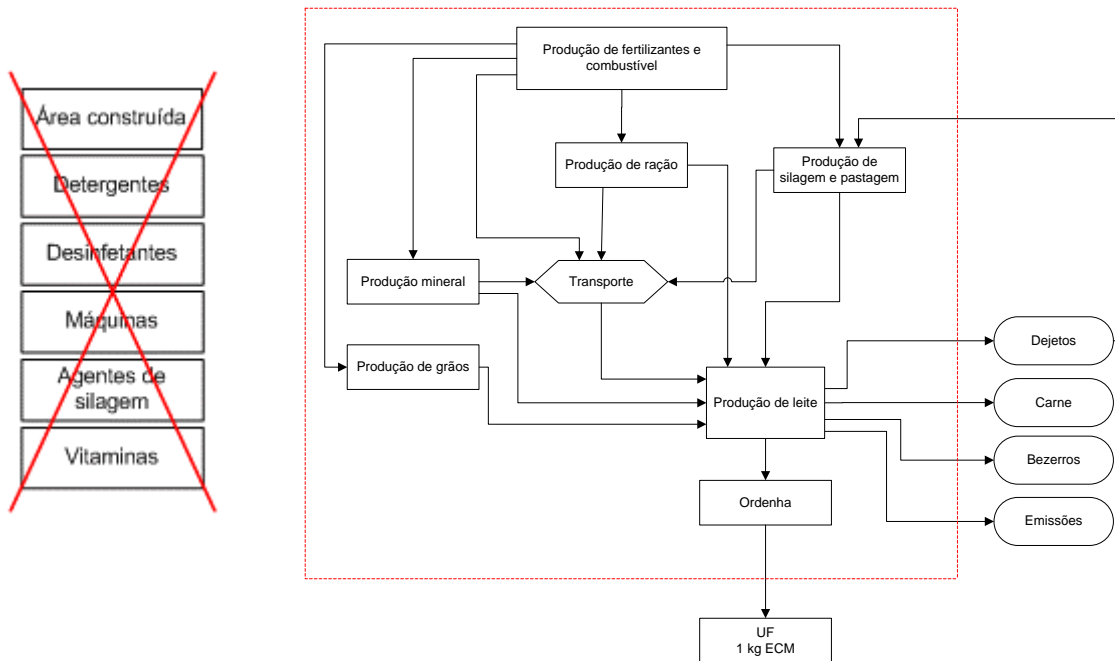 Área construída
Detergentes
Desinfetantes
Máquinas
Agentes de
silagem
Vitaminas
Produção de fertilizantes e
combustível
Produção de ração
Produção de
silagem e pastagem
Produção mineral
Transporte
Produção de grãos
Produção de leite
Ordenha
UF
1 kg ECM
Dejetos
Carne
Bezerros
Emissões